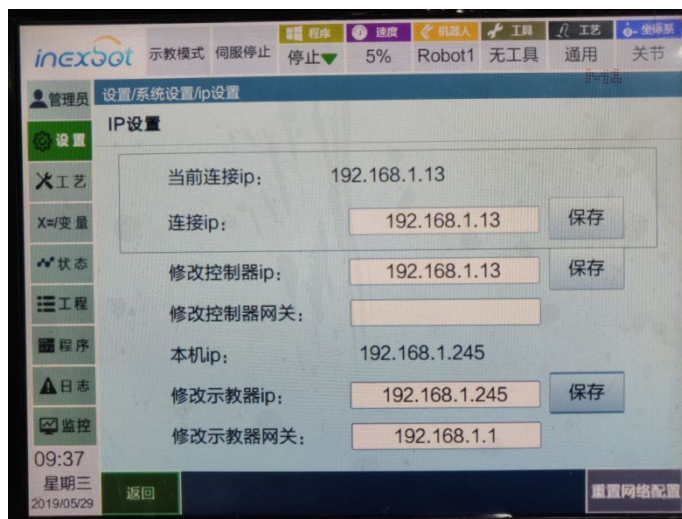 inexbot
示教模式 伺服停止
程序 停止
速度 5%
机器人 Robot1
工具 无工具
工艺 通用
坐标系 关节
管理员
设置
工艺
X=/变量
状态
工程
程序
日志
监控
09:37
星期三
2019/05/29
设置/系统设置/ip设置
IP设置
当前连接ip: 192.168.1.13
连接ip: 192.168.1.13 保存
修改控制器ip: 192.168.1.13 保存
修改控制器网关:
本机ip: 192.168.1.245
修改示教器ip: 192.168.1.245 保存
修改示教器网关: 192.168.1.1
返回
重置网络配置